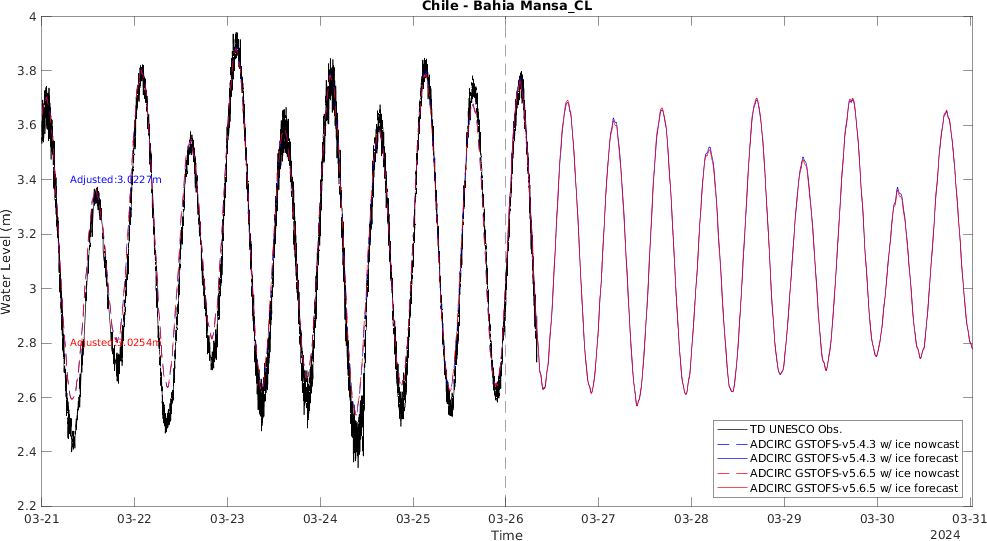 Chile - Bahia Mansa_CL
4
3.8
3.6
3.4
3.2
3
2.8
2.6
2.4
2.2
Water Level (m)
Adjusted:3.0227m
Adjusted:3.0254m
TD UNESCO Obs.
ADCIRC GSTOFS-v5.4.3 w/ ice nowcast
ADCIRC GSTOFS-v5.4.3 w/ ice forecast
ADCIRC GSTOFS-v5.6.5 w/ ice nowcast
ADCIRC GSTOFS-v5.6.5 w/ ice forecast
03-21 03-22 03-23 03-24 03-25 03-26 03-27 03-28 03-29 03-30 03-31
Time
2024